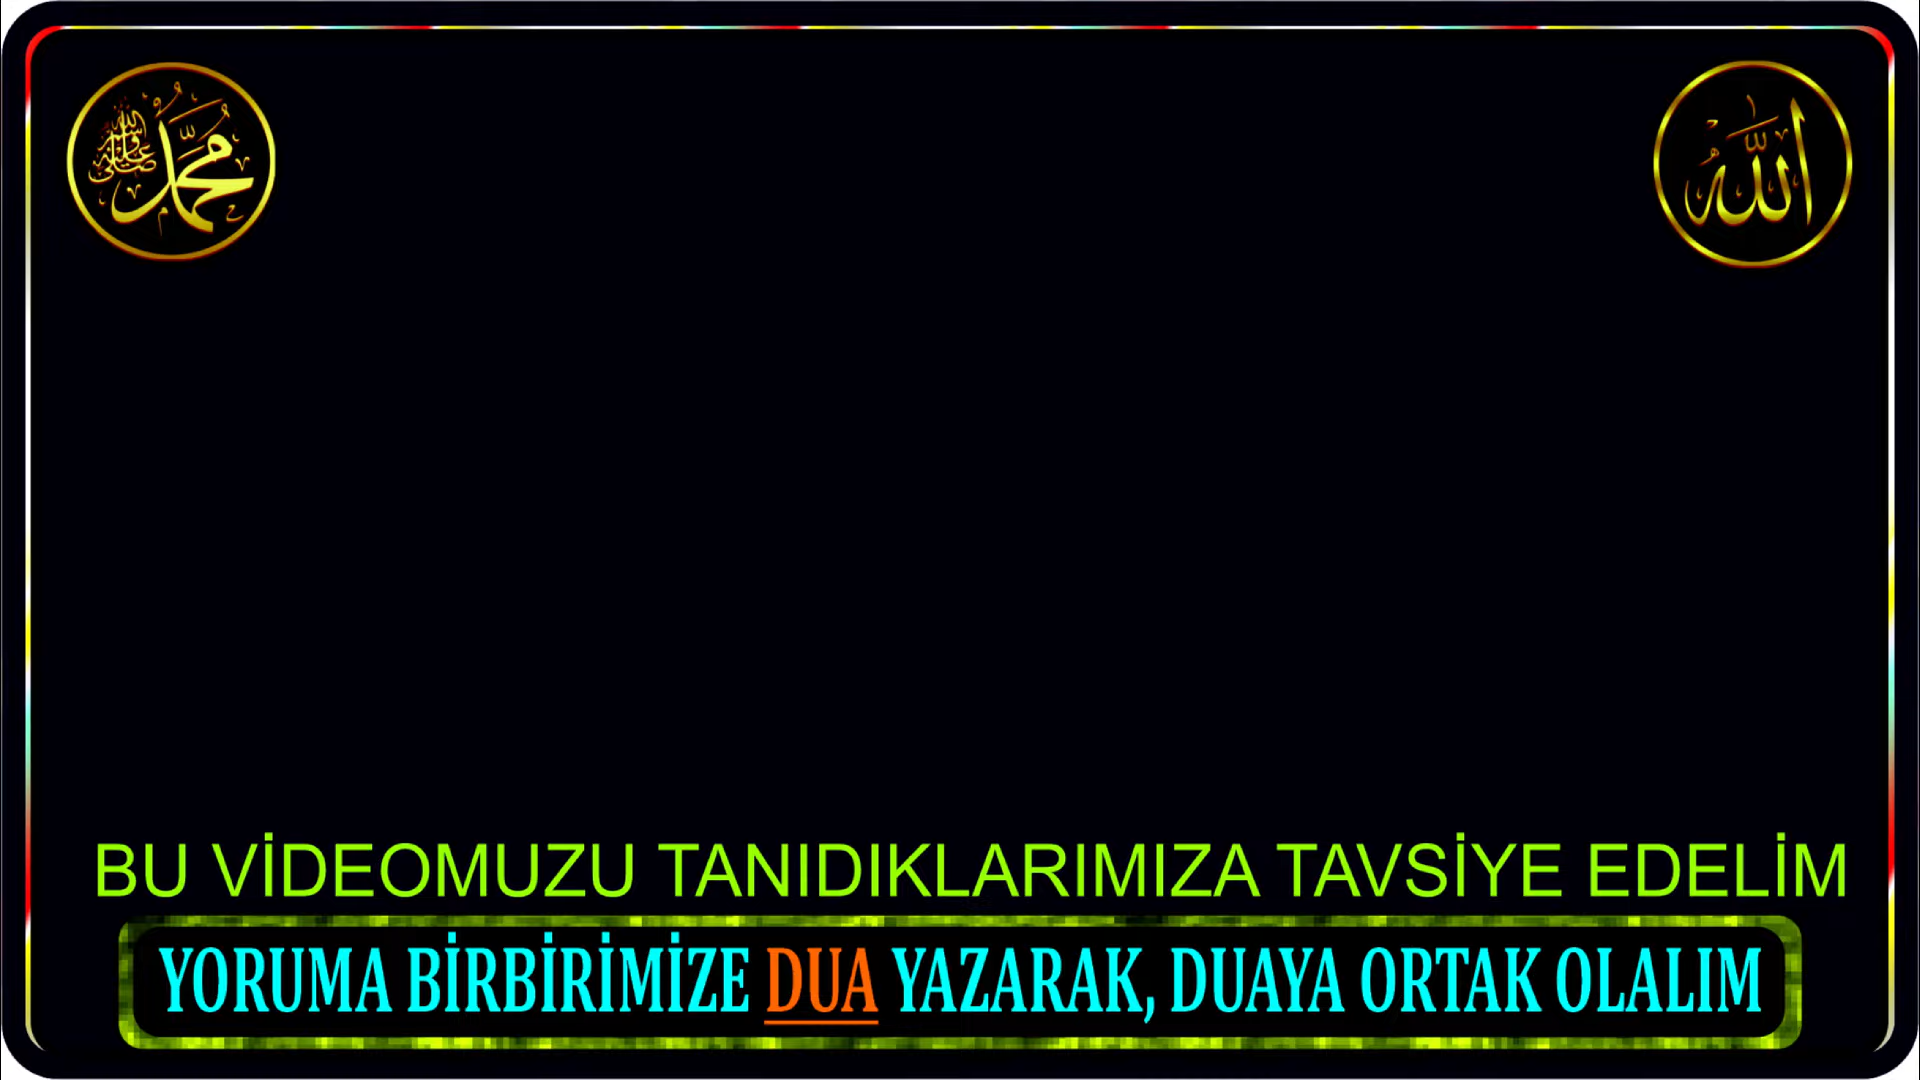 محمد
صلى الله عليه وسلم
الله
BU VİDEOMUZU TANIDIKLARIMIZA TAVSİYE EDELİM
YORUMA BİRBİRİMİZE DUA YAZARAK, DUAYA ORTAK OLALIM